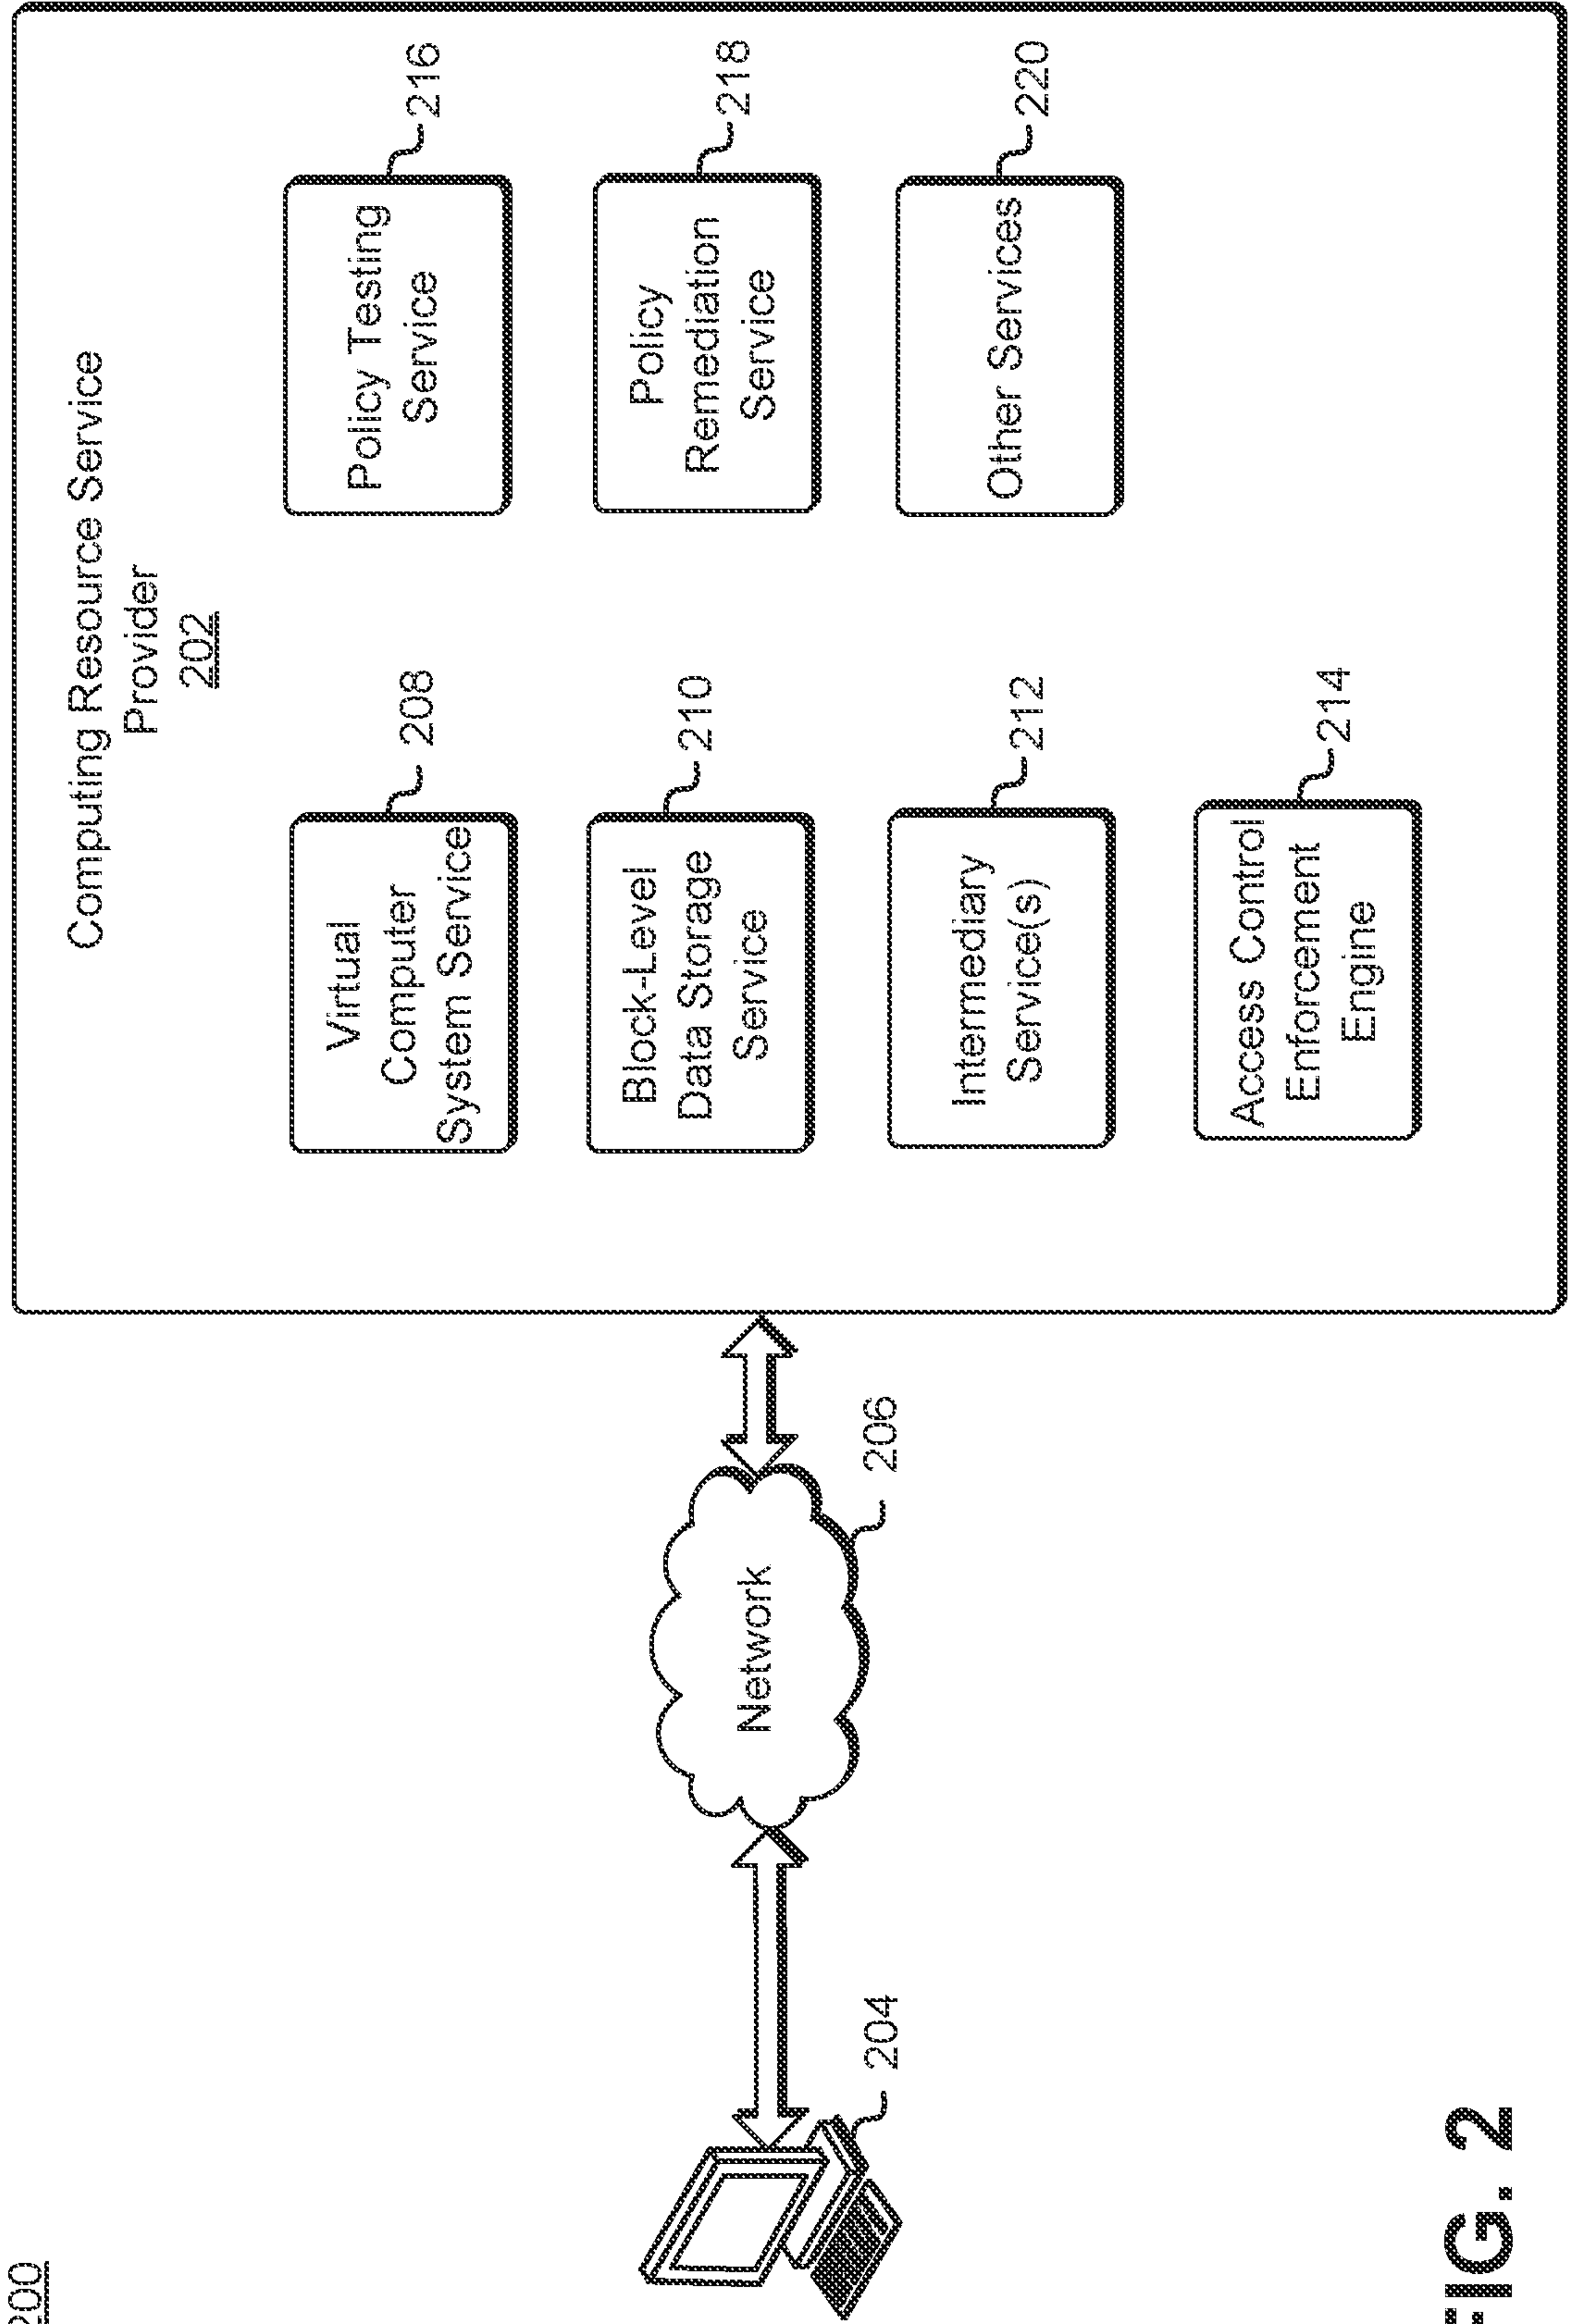 200
Computing Resource Service
Provider
202
Virtual
Computer
System Service
208
Policy Testing
Service
216
Block-Level
Data Storage
Service
210
Policy
Remediation
Service
218
Intermediary
Service(s)
212
Other Services
220
Access Control
Enforcement
Engine
214
Network
206
204
FIG. 2